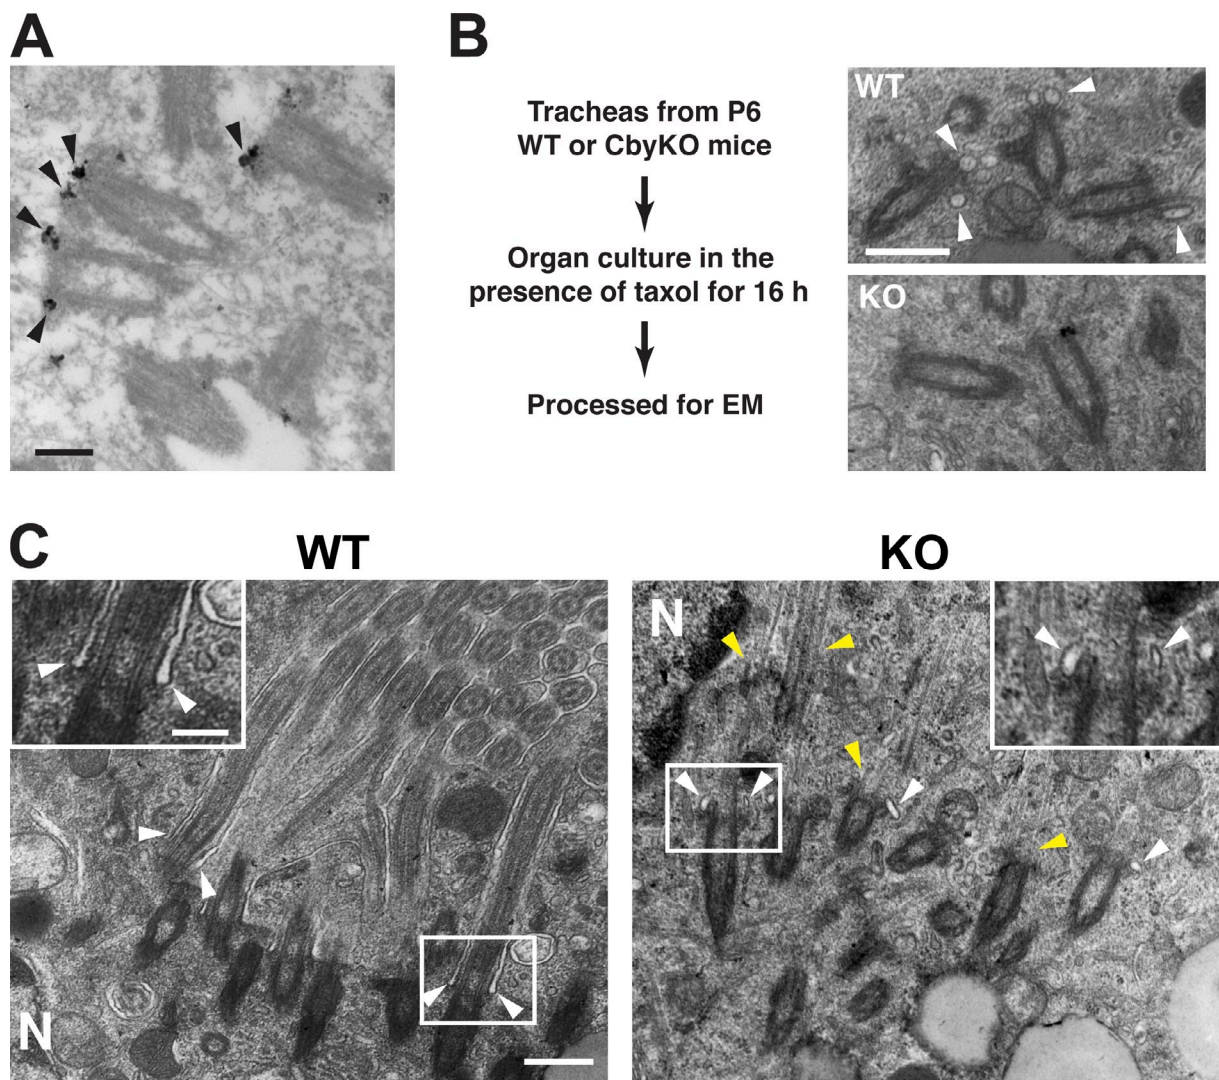 A
B
Tracheas from P6
WT or CbyKO mice
Organ culture in the
presence of taxol for 16 h
Processed for EM
WT
KO
C
WT
KO
N
N